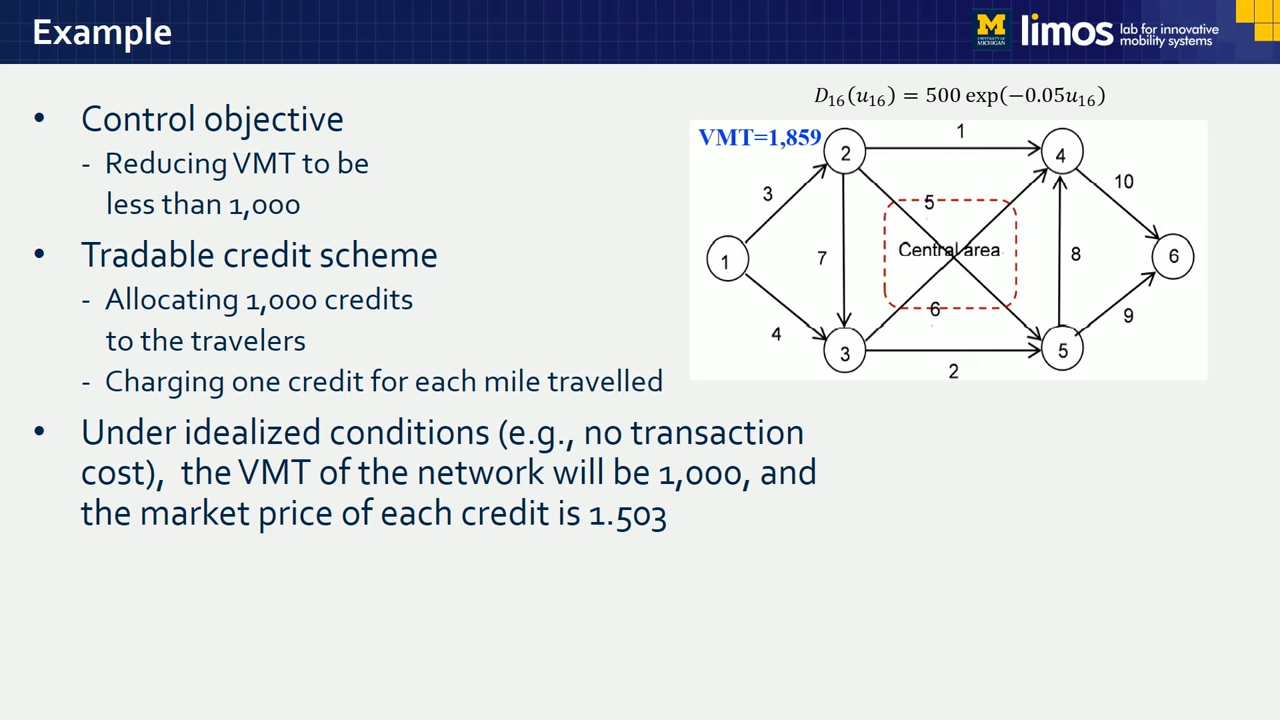 Example
M
UNIVERSITY OF
MICHIGAN
limos
lab for innovative
mobility systems
• Control objective
- Reducing VMT to be
less than 1,000
• Tradable credit scheme
- Allocating 1,000 credits
to the travelers
- Charging one credit for each mile travelled
• Under idealized conditions (e.g., no transaction
cost), the VMT of the network will be 1,000, and
the market price of each credit is 1.503
D₁₆(u₁₆) = 500 exp(−0.05u₁₆)
VMT=1,859
2
1
4
3
5
10
1
7
Central area
8
6
4
6
9
3
2
5